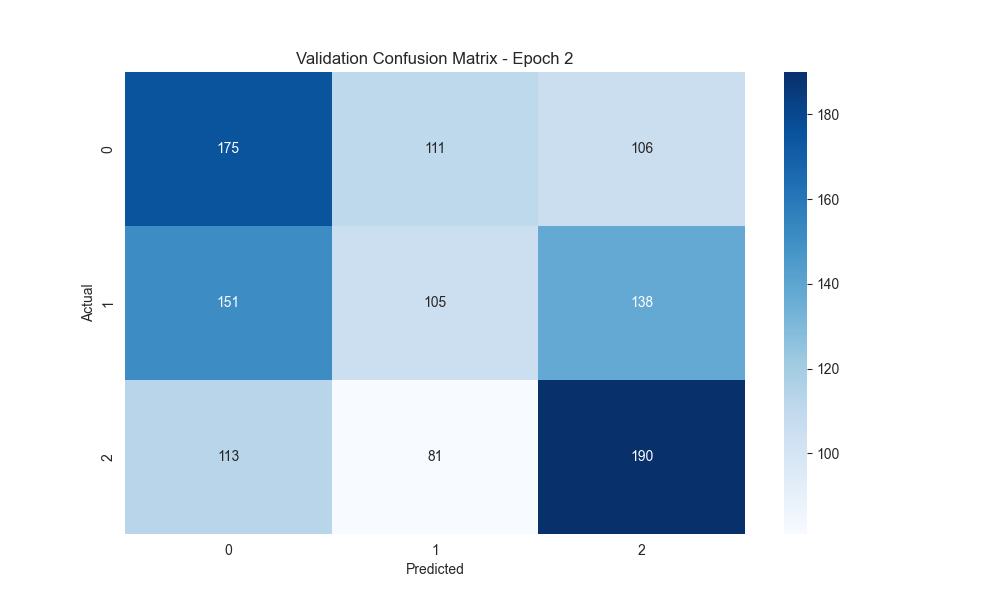 Validation Confusion Matrix - Epoch 2
0 175 111 106
1 151 105 138
2 113 81 190
0 1 2
Predicted
Actual
180
160
140
120
100